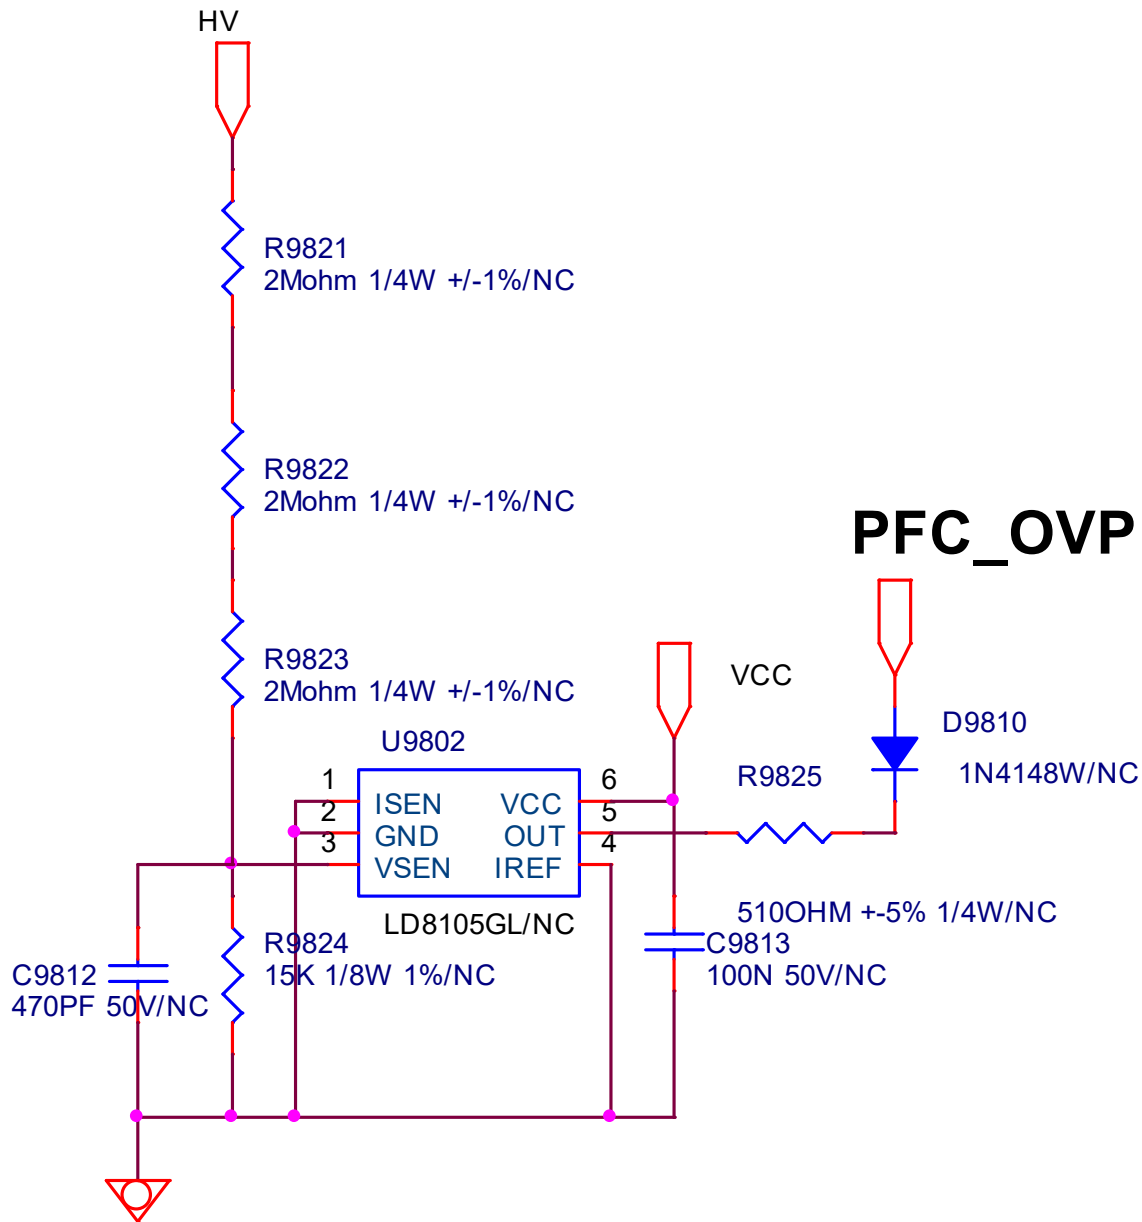 HV
R9821
2Mohm 1/4W +/-1%/NC
R9822
2Mohm 1/4W +/-1%/NC
PFC_OVP
R9823
2Mohm 1/4W +/-1%/NC
VCC
D9810
1N4148W/NC
U9802
R9825
1
6
ISEN
VCC
2
5
GND
OUT
3
4
VSEN
IREF
LD8105GL/NC
510OHM +-5% 1/4W/NC
R9824
15K 1/8W 1%/NC
C9813
100N 50V/NC
C9812
470PF 50V/NC